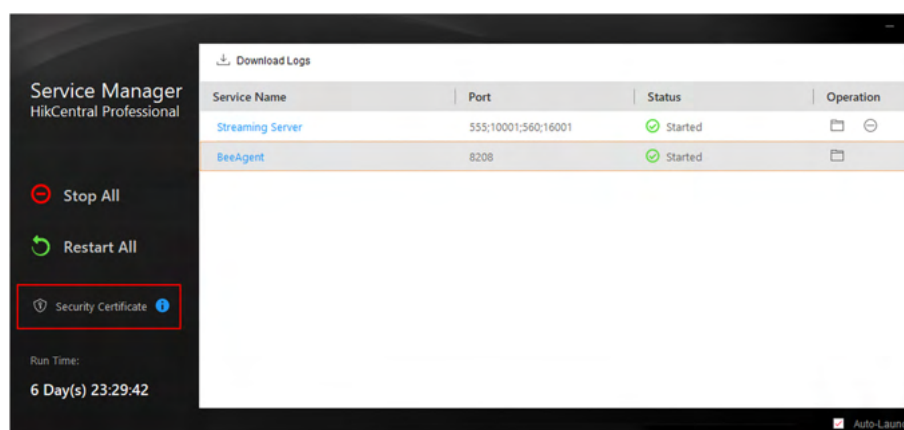 Download Logs
Service Manager
HikCentral Professional
Service Name Port Status Operation
Streaming Server 555;10001;560;16001 Started
BeeAgent 8208 Started
Stop All
Restart All
Security Certificate
Run Time:
6 Day(s) 23:29:42